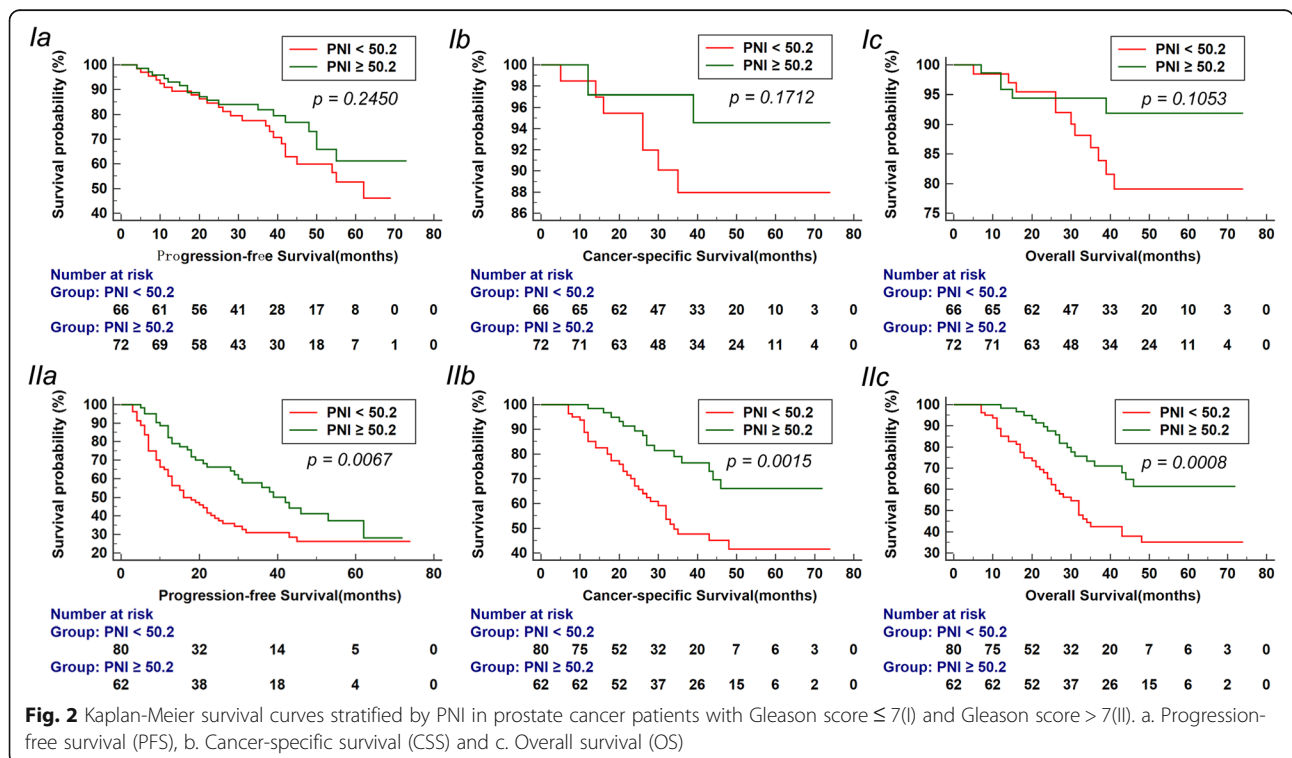 Ia
PNI < 50.2
PNI ≥ 50.2
p = 0.2450
Survival probability (%)
100
90
80
70
60
50
40
0 10 20 30 40 50 60 70 80
Progression-free Survival(months)
Number at risk
Group: PNI < 50.2
66 61 56 41 28 17 8 0 0
Group: PNI ≥ 50.2
72 69 58 43 30 18 7 1 0
Ib
PNI < 50.2
PNI ≥ 50.2
p = 0.1712
Survival probability (%)
100
98
96
94
92
90
88
86
0 10 20 30 40 50 60 70 80
Cancer-specific Survival(months)
Number at risk
Group: PNI < 50.2
66 65 62 47 33 20 10 3 0
Group: PNI ≥ 50.2
72 71 63 48 34 24 11 4 0
Ic
PNI < 50.2
PNI ≥ 50.2
p = 0.1053
Survival probability (%)
100
95
90
85
80
75
0 10 20 30 40 50 60 70 80
Overall Survival(months)
Number at risk
Group: PNI < 50.2
66 65 62 47 33 20 10 3 0
Group: PNI ≥ 50.2
72 71 63 48 34 24 11 4 0
IIa
PNI < 50.2
PNI ≥ 50.2
p = 0.0067
Survival probability (%)
100
90
80
70
60
50
40
30
20
0 20 40 60 80
Progression-free Survival(months)
Number at risk
Group: PNI < 50.2
80 32 14 5 0
Group: PNI ≥ 50.2
62 38 18 4 0
IIb
PNI < 50.2
PNI ≥ 50.2
p = 0.0015
Survival probability (%)
100
90
80
70
60
50
40
0 10 20 30 40 50 60 70 80
Cancer-specific Survival(months)
Number at risk
Group: PNI < 50.2
80 75 52 32 20 7 6 3 0
Group: PNI ≥ 50.2
62 62 52 37 26 15 6 2 0
IIc
PNI < 50.2
PNI ≥ 50.2
p = 0.0008
Survival probability (%)
100
90
80
70
60
50
40
30
0 10 20 30 40 50 60 70 80
Overall Survival(months)
Number at risk
Group: PNI < 50.2
80 75 52 32 20 7 6 3 0
Group: PNI ≥ 50.2
62 62 52 37 26 15 6 2 0
Fig. 2 Kaplan-Meier survival curves stratified by PNI in prostate cancer patients with Gleason score ≤ 7(I) and Gleason score > 7(II). a. Progression-
free survival (PFS), b. Cancer-specific survival (CSS) and c. Overall survival (OS)